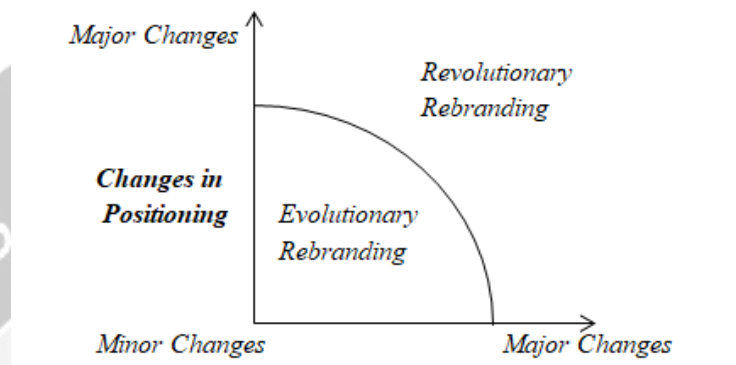 Major Changes
Revolutionary
Rebranding
Changes in
Positioning
Evolutionary
Rebranding
Minor Changes
Major Changes